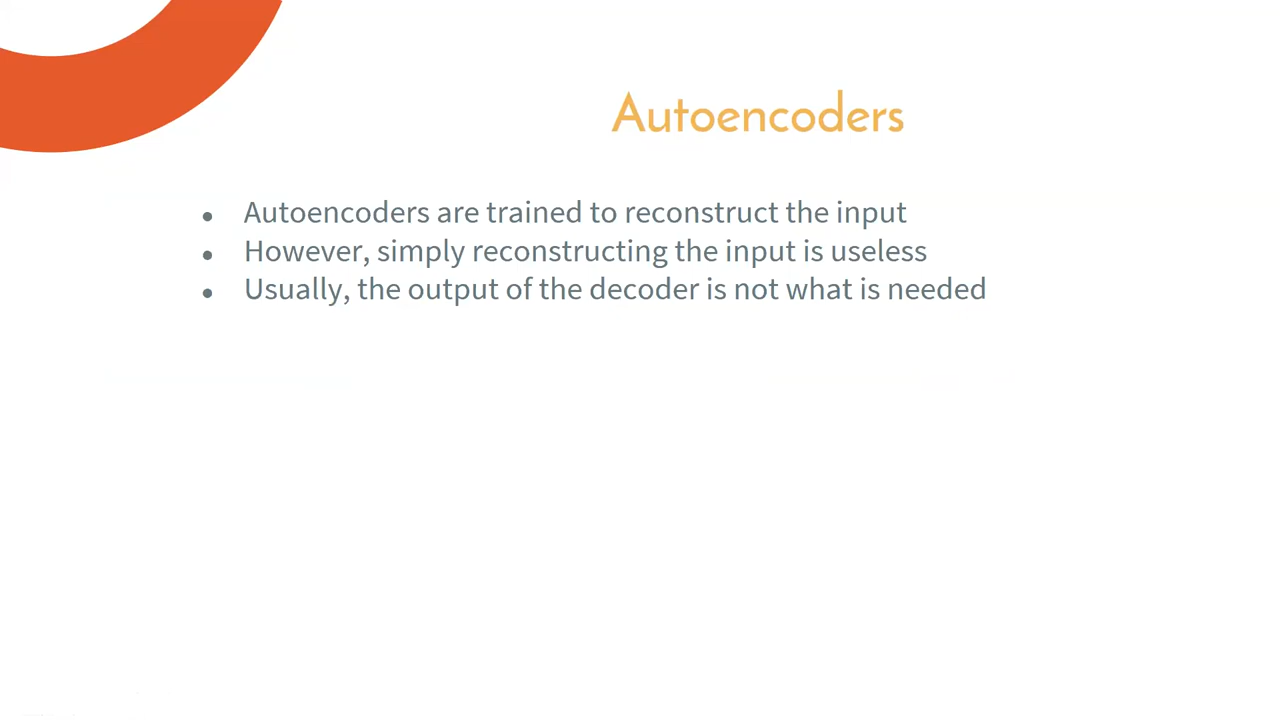 Autoencoders
● Autoencoders are trained to reconstruct the input
● However, simply reconstructing the input is useless
● Usually, the output of the decoder is not what is needed